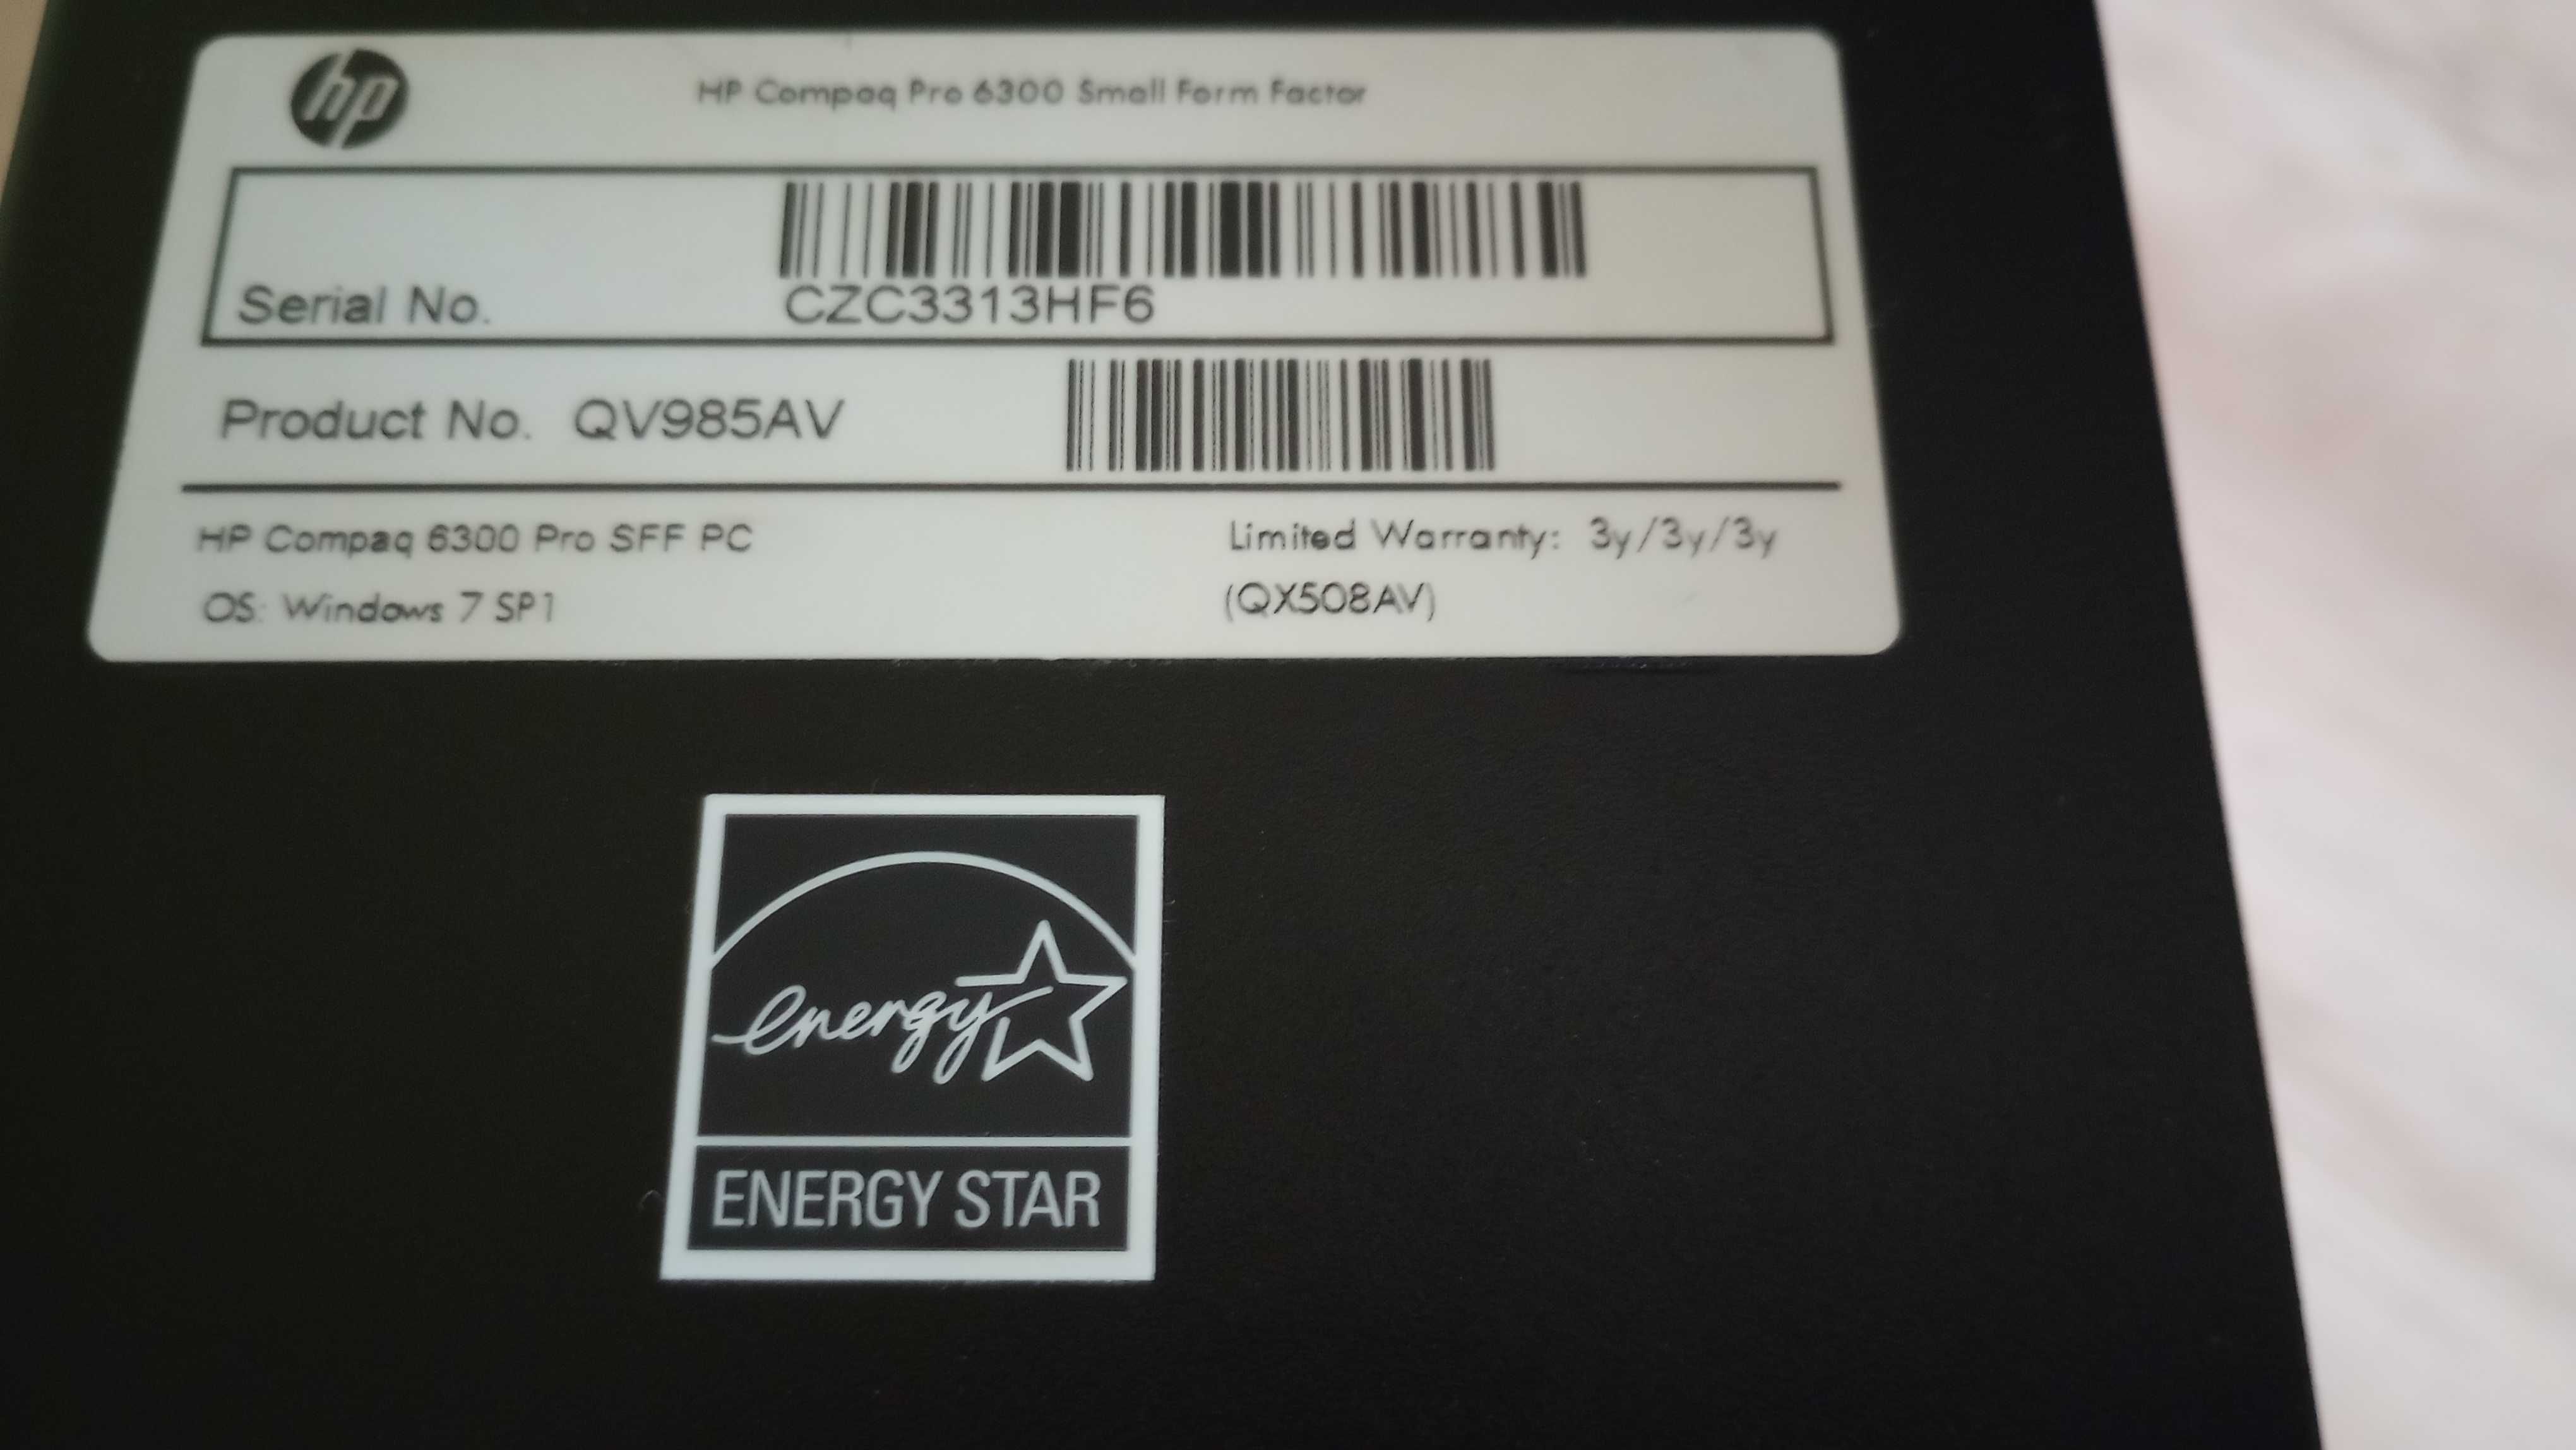 hp
HP Compaq Pro 6300 Small Form Factor
Serial No. CZC3313HF6
Product No. QV985AV
HP Compaq 6300 Pro SFF PC Limited Warranty: 3y/3y/3y
OS: Windows 7 SP1 (QX508AV)
energy
ENERGY STAR